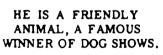 HE IS A FRIENDLY
ANIMAL, A FAMOUS
WINNER OF DOG SHOWS.